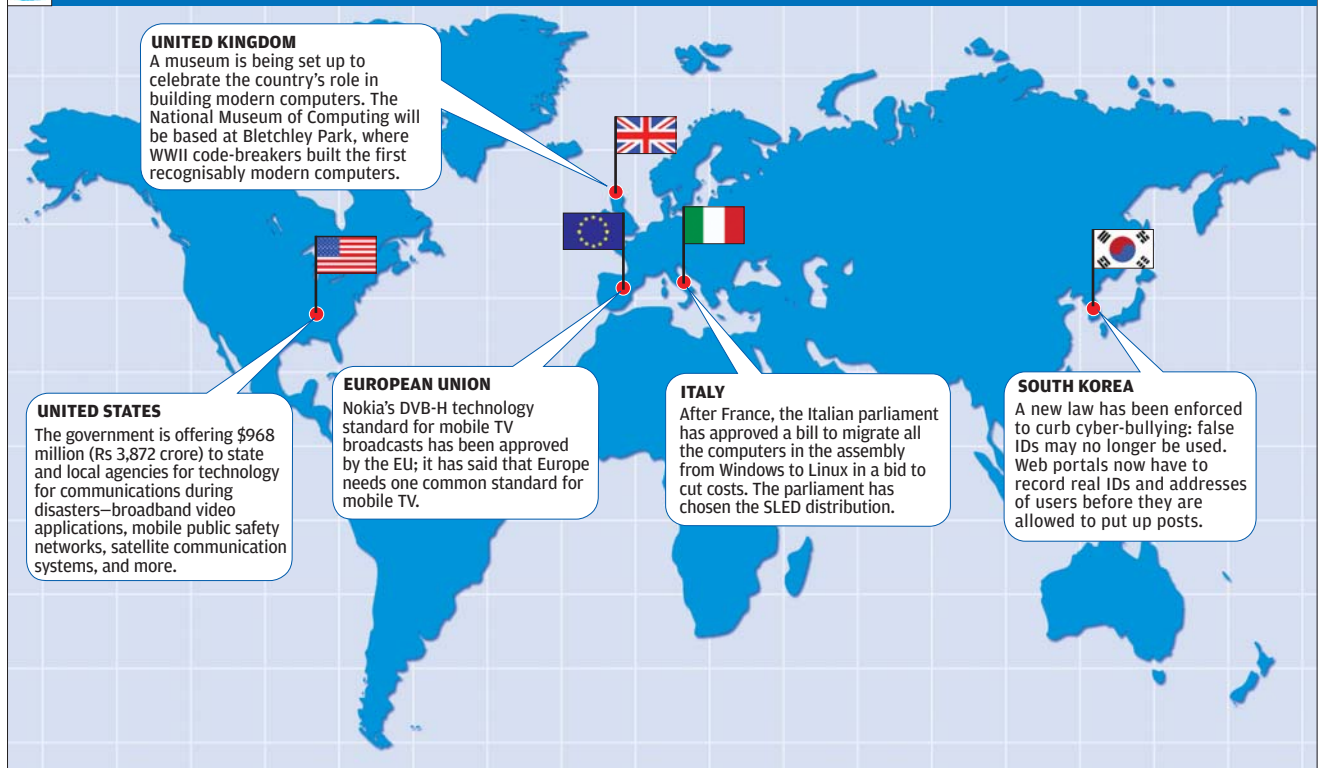 UNITED KINGDOM
A museum is being set up to
celebrate the country's role in
building modern computers. The
National Museum of Computing will
be based at Bletchley Park, where
WWII code-breakers built the first
recognisably modern computers.
UNITED STATES
The government is offering $968
million (Rs 3,872 crore) to state
and local agencies for technology
for communications during
disasters—broadband video
applications, mobile public safety
networks, satellite communication
systems, and more.
EUROPEAN UNION
Nokia's DVB-H technology
standard for mobile TV
broadcasts has been approved
by the EU; it has said that Europe
needs one common standard for
mobile TV.
ITALY
After France, the Italian parliament
has approved a bill to migrate all
the computers in the assembly
from Windows to Linux in a bid to
cut costs. The parliament has
chosen the SLED distribution.
SOUTH KOREA
A new law has been enforced
to curb cyber-bullying: false
IDs may no longer be used.
Web portals now have to
record real IDs and addresses
of users before they are
allowed to put up posts.